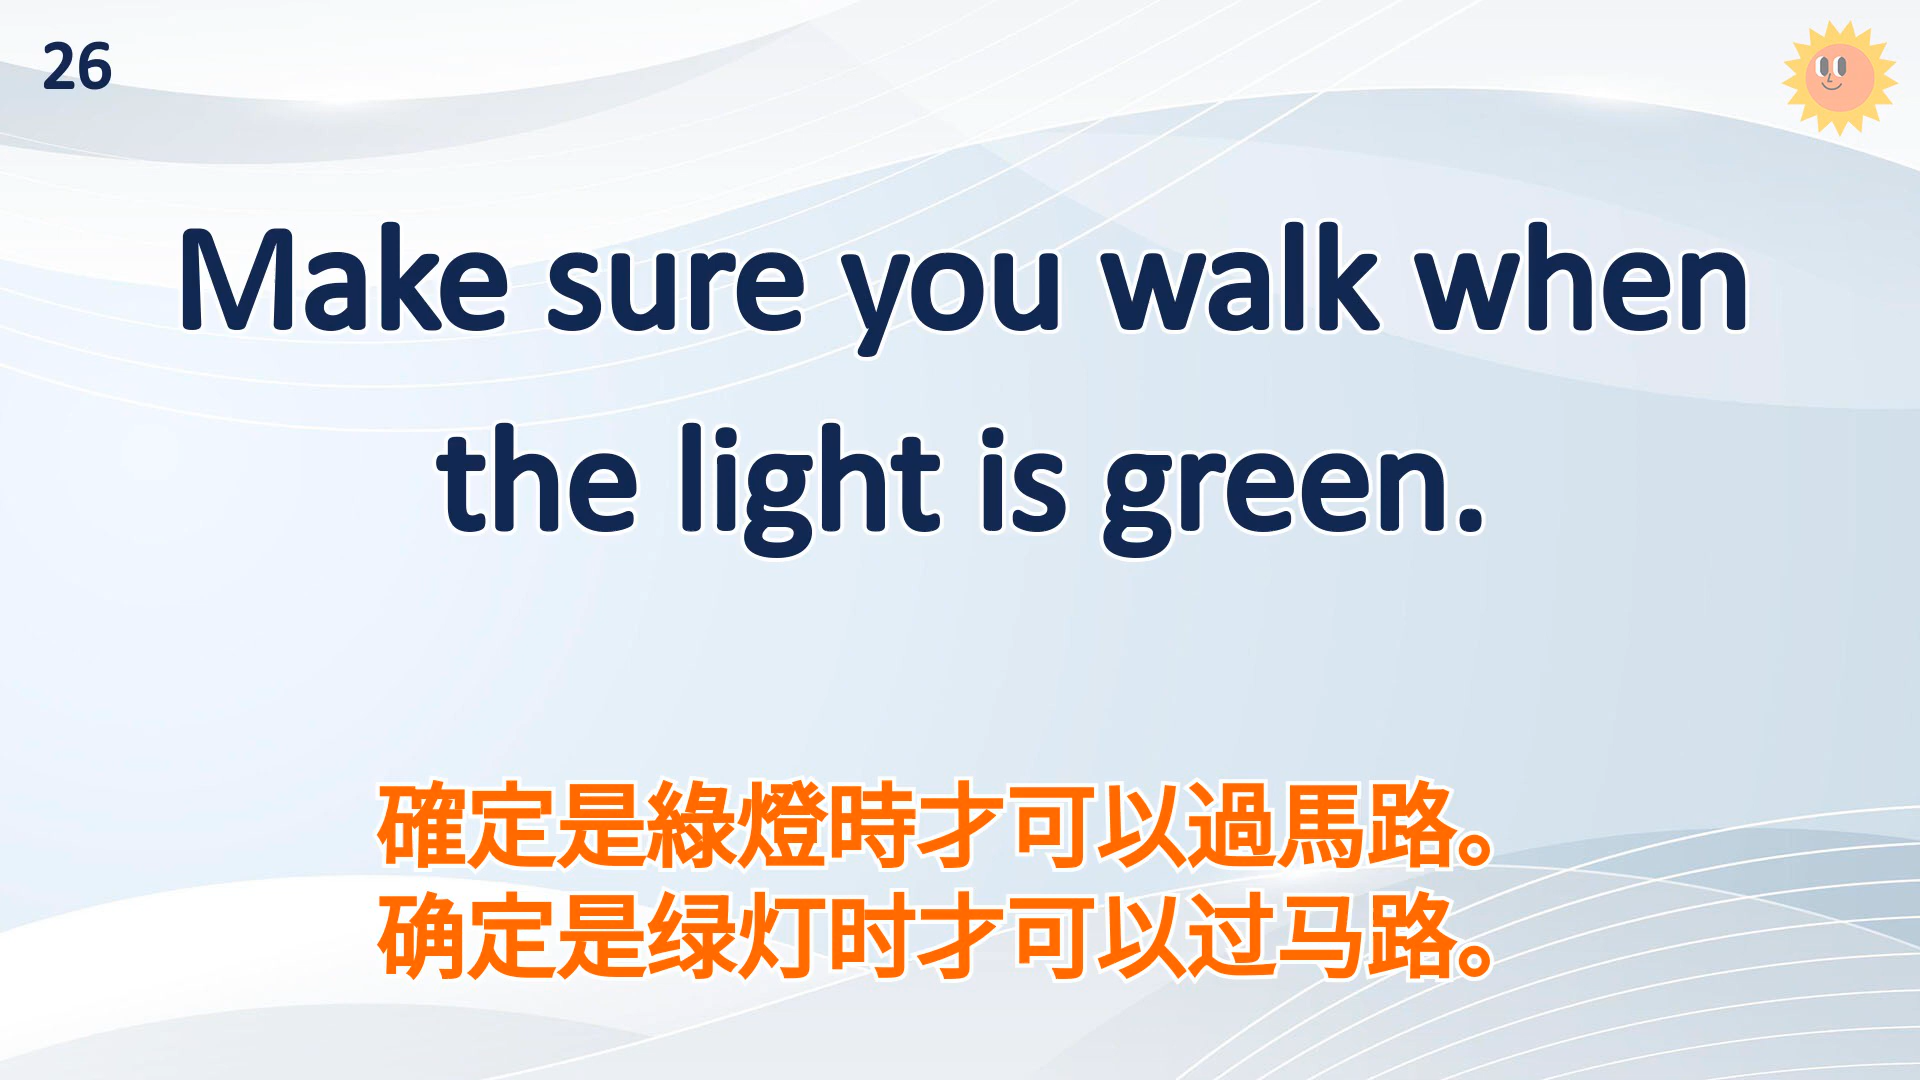 26
Make sure you walk when
the light is green.
確定是綠燈時才可以過馬路。
确定是绿灯时才可以过马路。